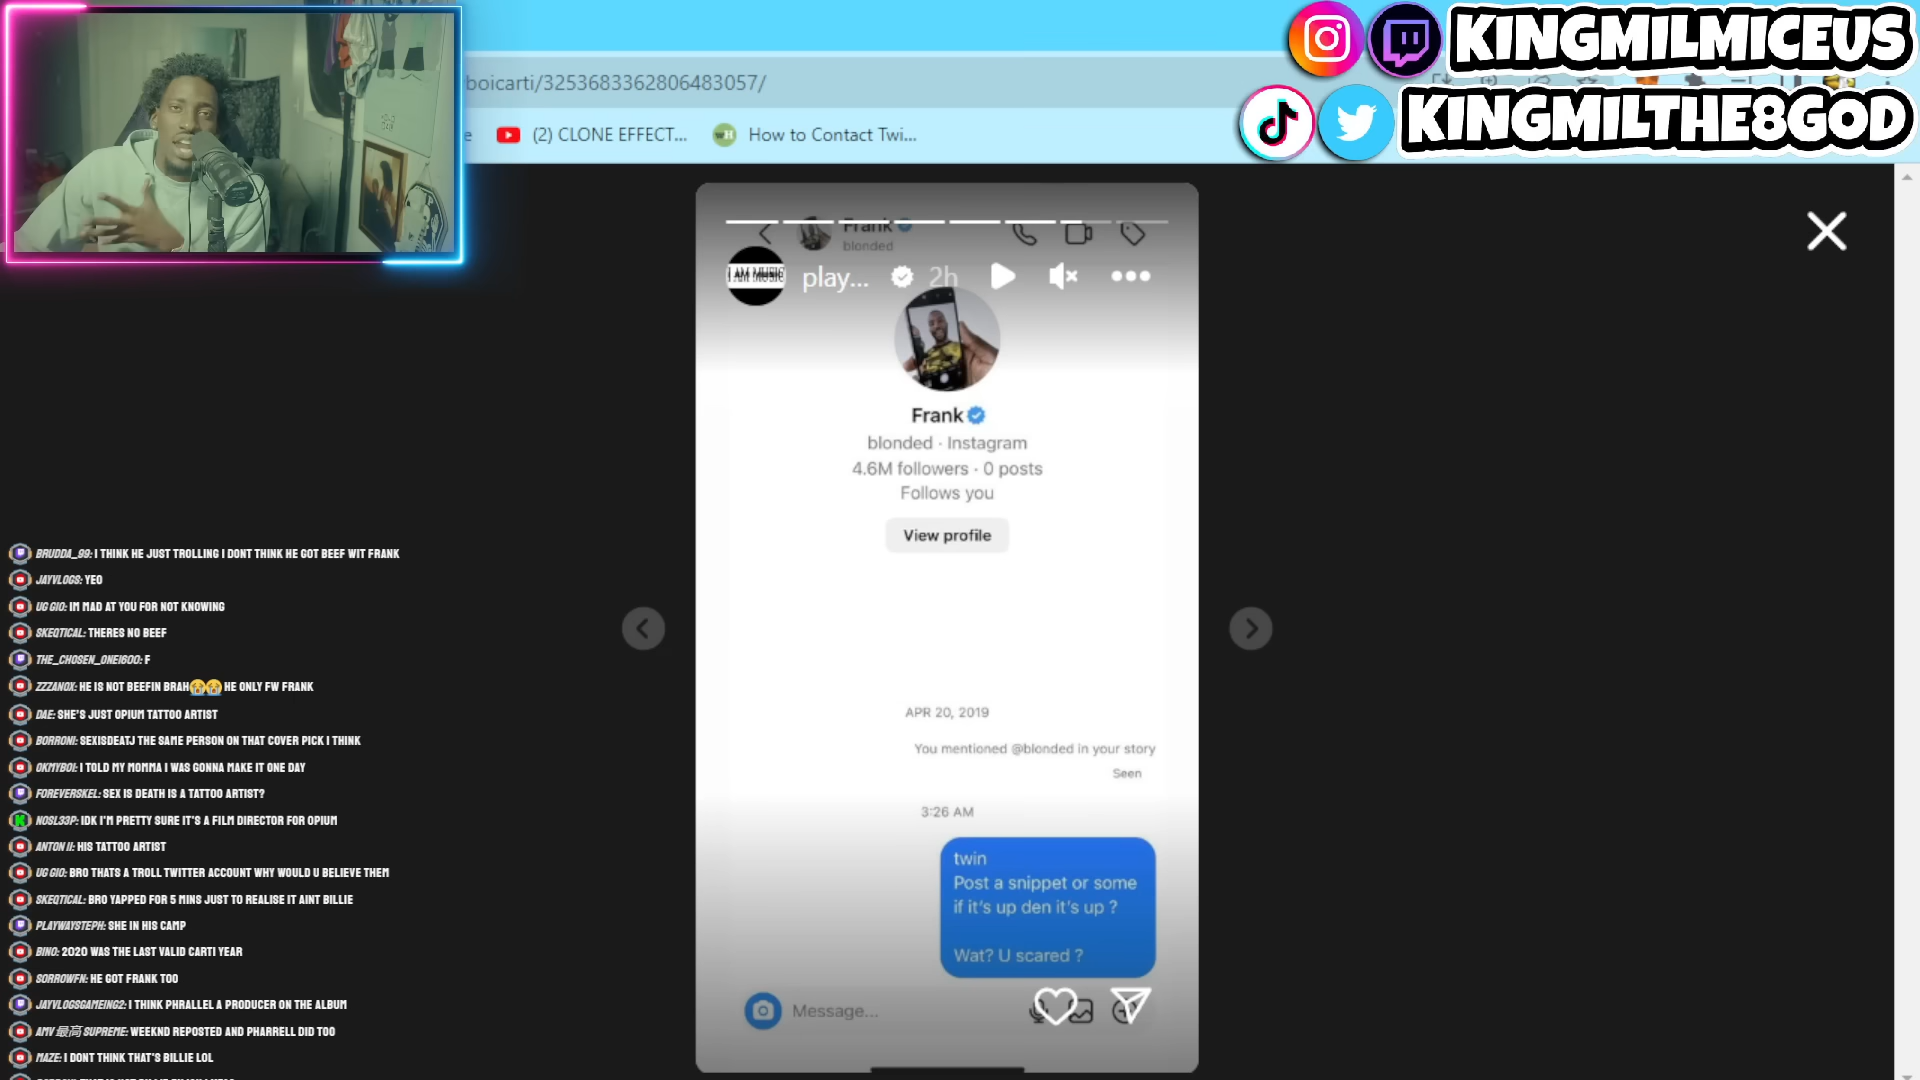 KINGMILMICEUS
KINGMILTHE8GOD
boicarti/3253683362806483057/
e
(2) CLONE EFFECT...
wH
How to Contact Twi...
Frank
blonded
I AM MUSIC
play...
2h
Frank
blonded · Instagram
4.6M followers · 0 posts
Follows you
View profile
APR 20, 2019
You mentioned @blonded in your story
Seen
3:26 AM
twin
Post a snippet or some
if it's up den it's up ?
Wat? U scared ?
Message...
BRUDDA_99: I THINK HE JUST TROLLING I DONT THINK HE GOT BEEF WIT FRANK
JAYVLOGS: YEO
UG GIO: IM MAD AT YOU FOR NOT KNOWING
SKEQTICAL: THERES NO BEEF
THE_CHOSEN_ONE1600: F
ZZZANOX: HE IS NOT BEEFIN BRAH😭😭 HE ONLY FW FRANK
DAE: SHE'S JUST OPIUM TATTOO ARTIST
BORRONI: SEXISDEATJ THE SAME PERSON ON THAT COVER PICK I THINK
OKMYBOI: I TOLD MY MOMMA I WAS GONNA MAKE IT ONE DAY
FOREVERSKEL: SEX IS DEATH IS A TATTOO ARTIST?
NOSL33P: IDK I'M PRETTY SURE IT'S A FILM DIRECTOR FOR OPIUM
ANTON II: HIS TATTOO ARTIST
UG GIO: BRO THATS A TROLL TWITTER ACCOUNT WHY WOULD U BELIEVE THEM
SKEQTICAL: BRO YAPPED FOR 5 MINS JUST TO REALISE IT AINT BILLIE
PLAYWAYSTEPH: SHE IN HIS CAMP
BINO: 2020 WAS THE LAST VALID CARTI YEAR
SORROWFN: HE GOT FRANK TOO
JAYVLOGSGAMEING2: I THINK PHRALLEL A PRODUCER ON THE ALBUM
AMV 最高 SUPREME: WEEKND REPOSTED AND PHARRELL DID TOO
MAZE: I DONT THINK THAT'S BILLIE LOL